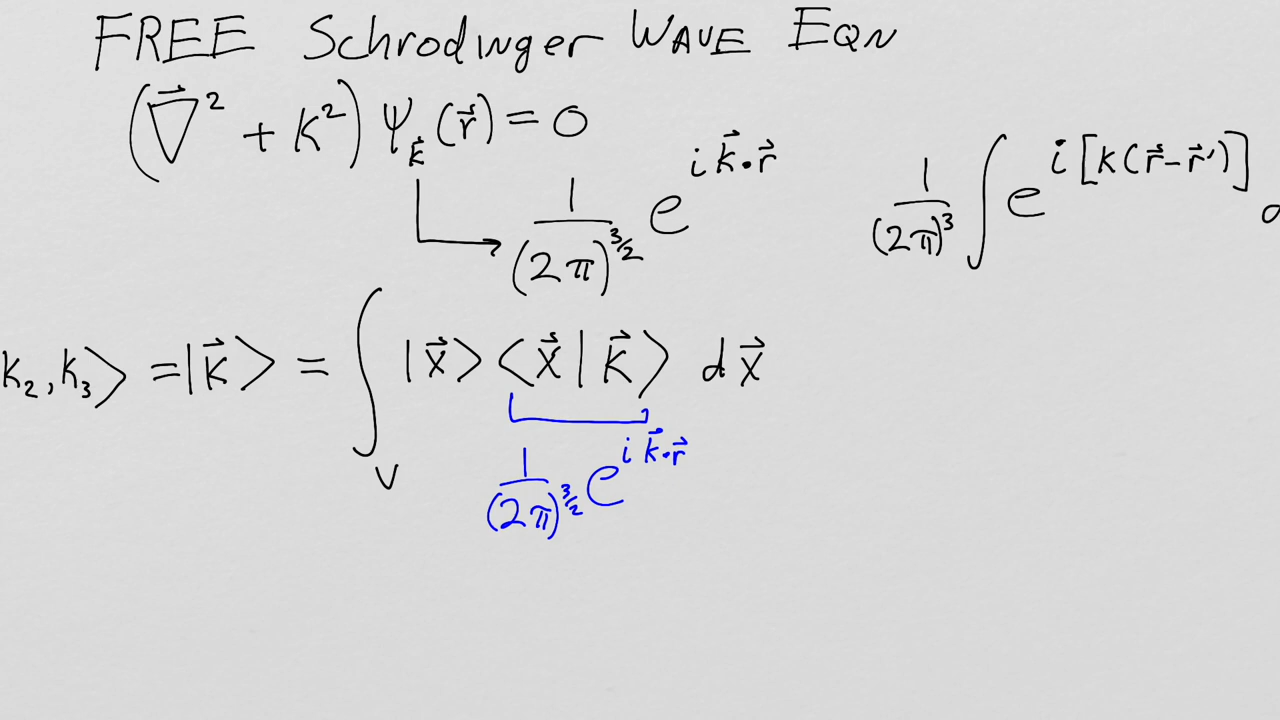 FREE Schrodinger WAVE EQN
(∇⃗² + K²) Ψ_k⃗ (r⃗) = 0
→ 1/(2π)^{3/2} e^{i k⃗·r⃗}
1/(2π)³ ∫ e^{i[k(r⃗-r⃗')]}
k₂, k₃⟩ = |k⃗⟩ = ∫_V |x⃗⟩⟨x⃗|k⃗⟩ dx⃗
1/(2π)^{3/2} e^{i k⃗·r⃗}